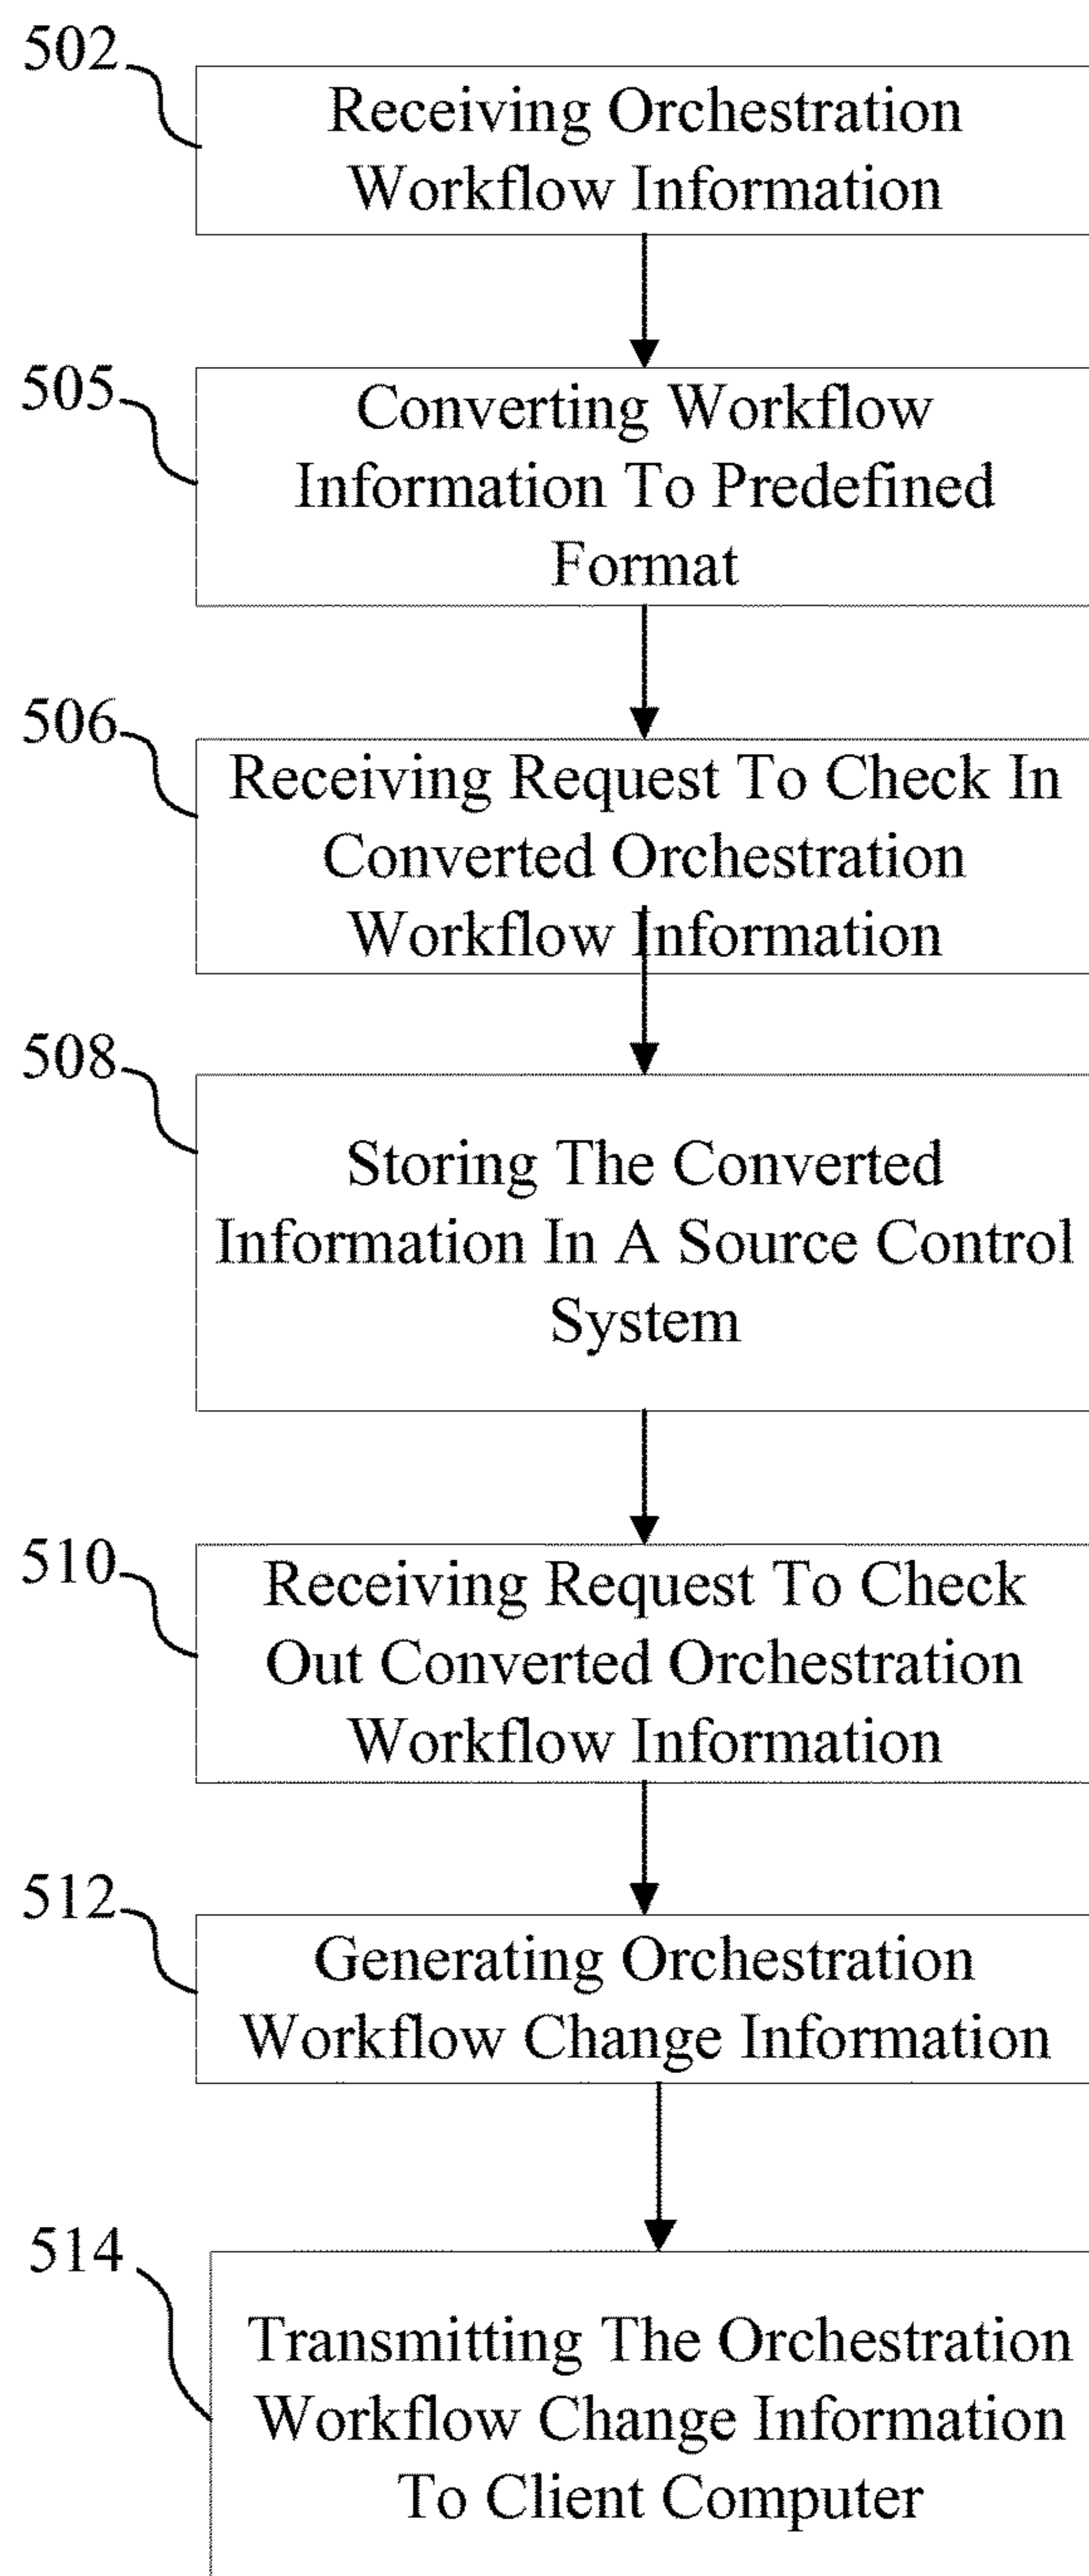 502
Receiving Orchestration
Workflow Information
505
Converting Workflow
Information To Predefined
Format
506
Receiving Request To Check In
Converted Orchestration
Workflow Information
508
Storing The Converted
Information In A Source Control
System
510
Receiving Request To Check
Out Converted Orchestration
Workflow Information
512
Generating Orchestration
Workflow Change Information
514
Transmitting The Orchestration
Workflow Change Information
To Client Computer